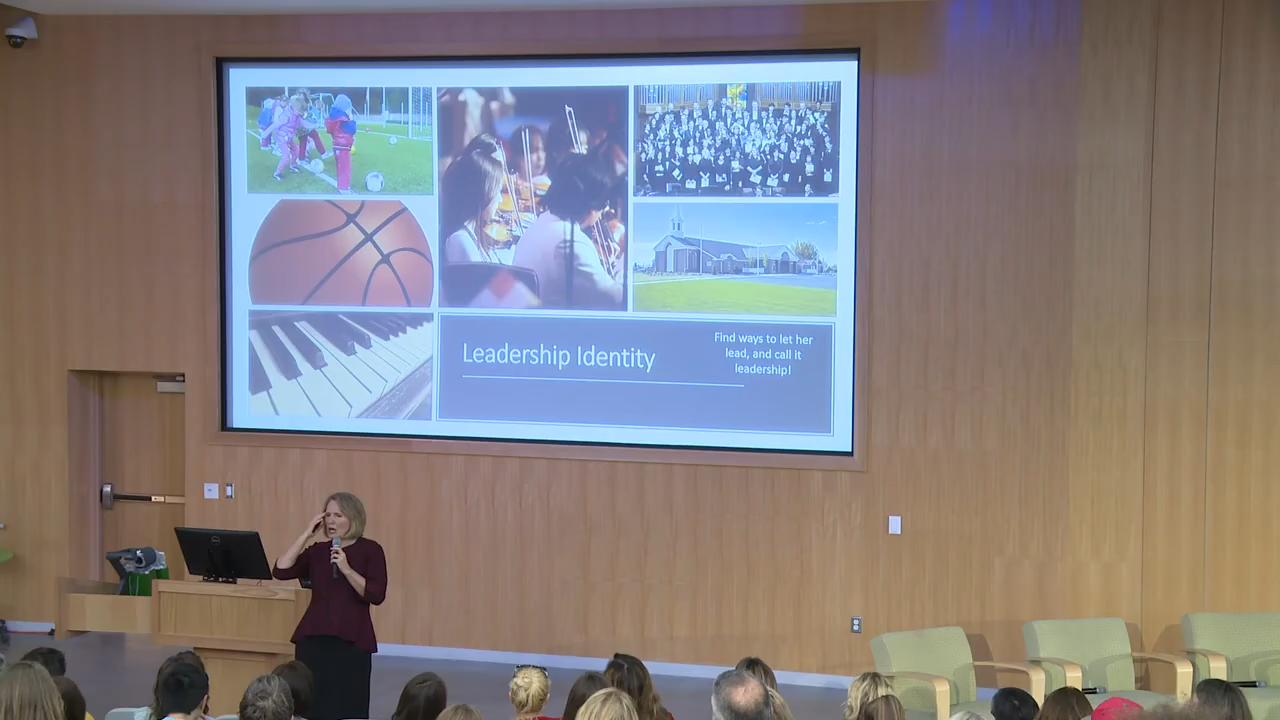 Leadership Identity
Find ways to let her
lead, and call it
leadership!